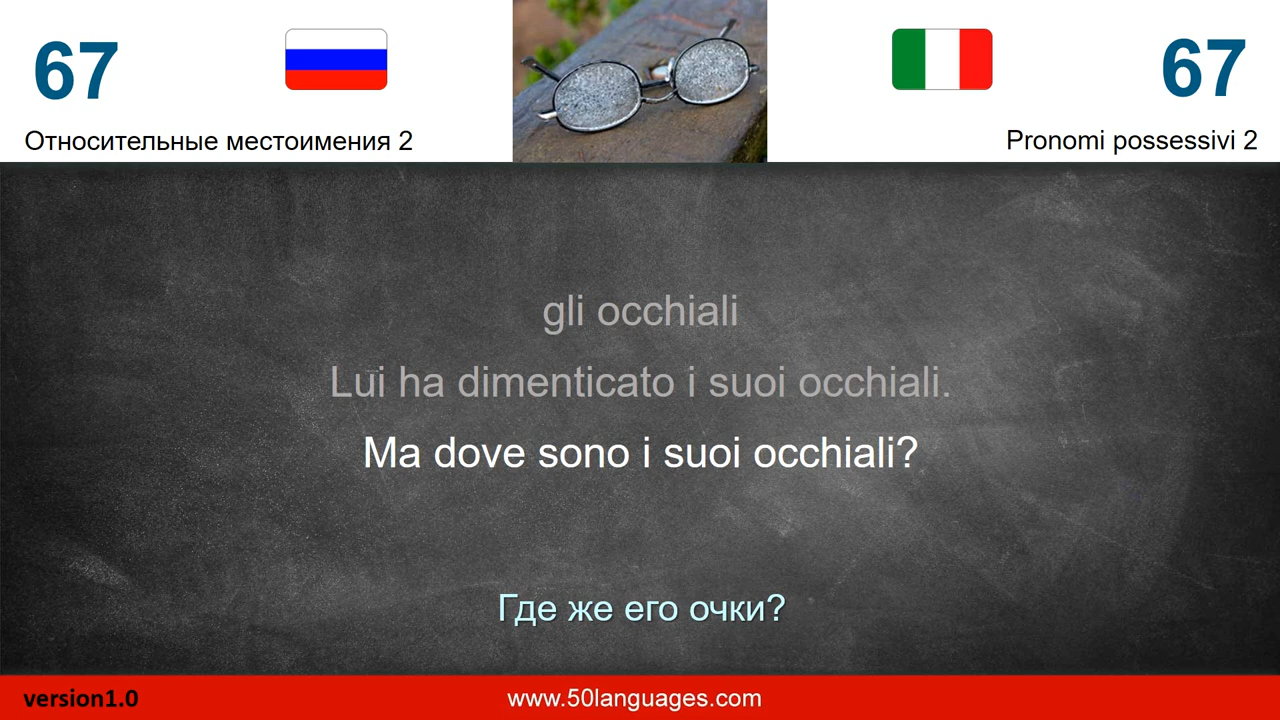 67
67
Относительные местоимения 2
Pronomi possessivi 2
gli occhiali
Lui ha dimenticato i suoi occhiali.
Ma dove sono i suoi occhiali?
Где же его очки?
version1.0
www.50languages.com